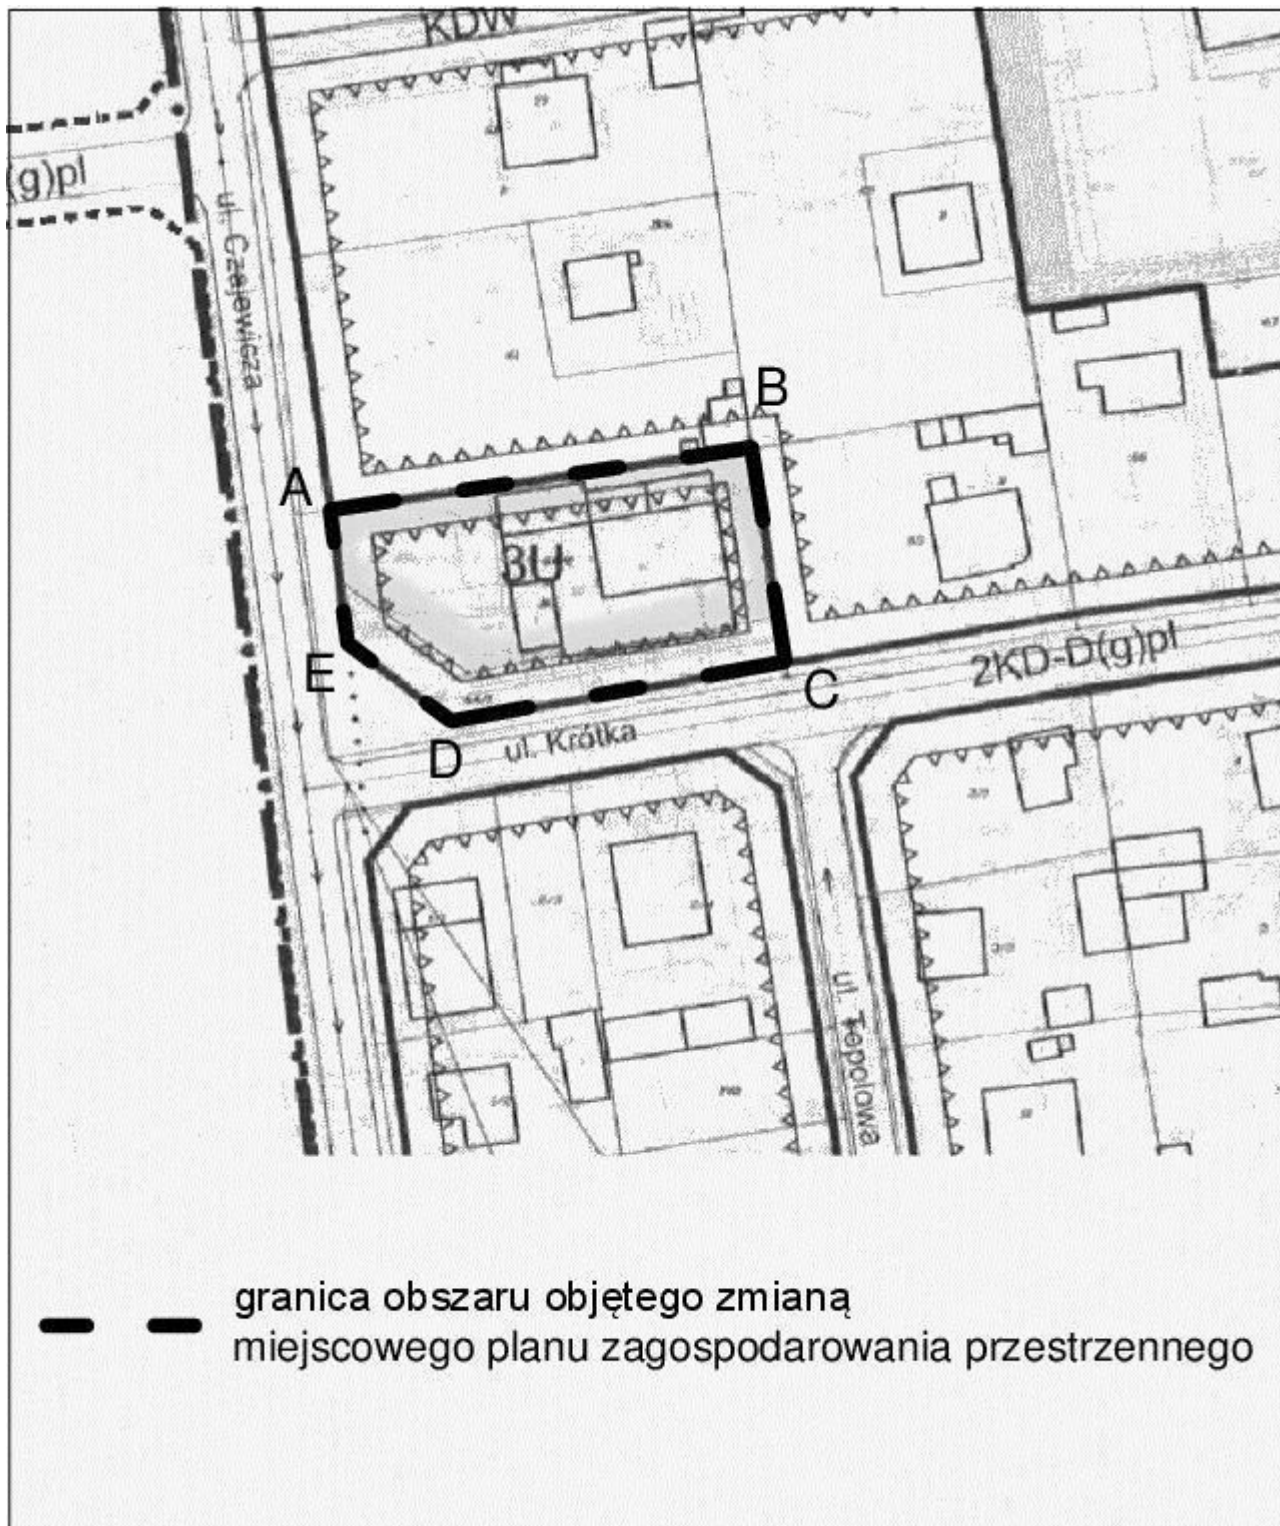 KDW
(g)pl
ul. Czajewicza
B
A
3U
E
C
2KD-D(g)pl
D
ul. Krótka
ul. Topolowa
granica obszaru objętego zmianą
miejscowego planu zagospodarowania przestrzennego